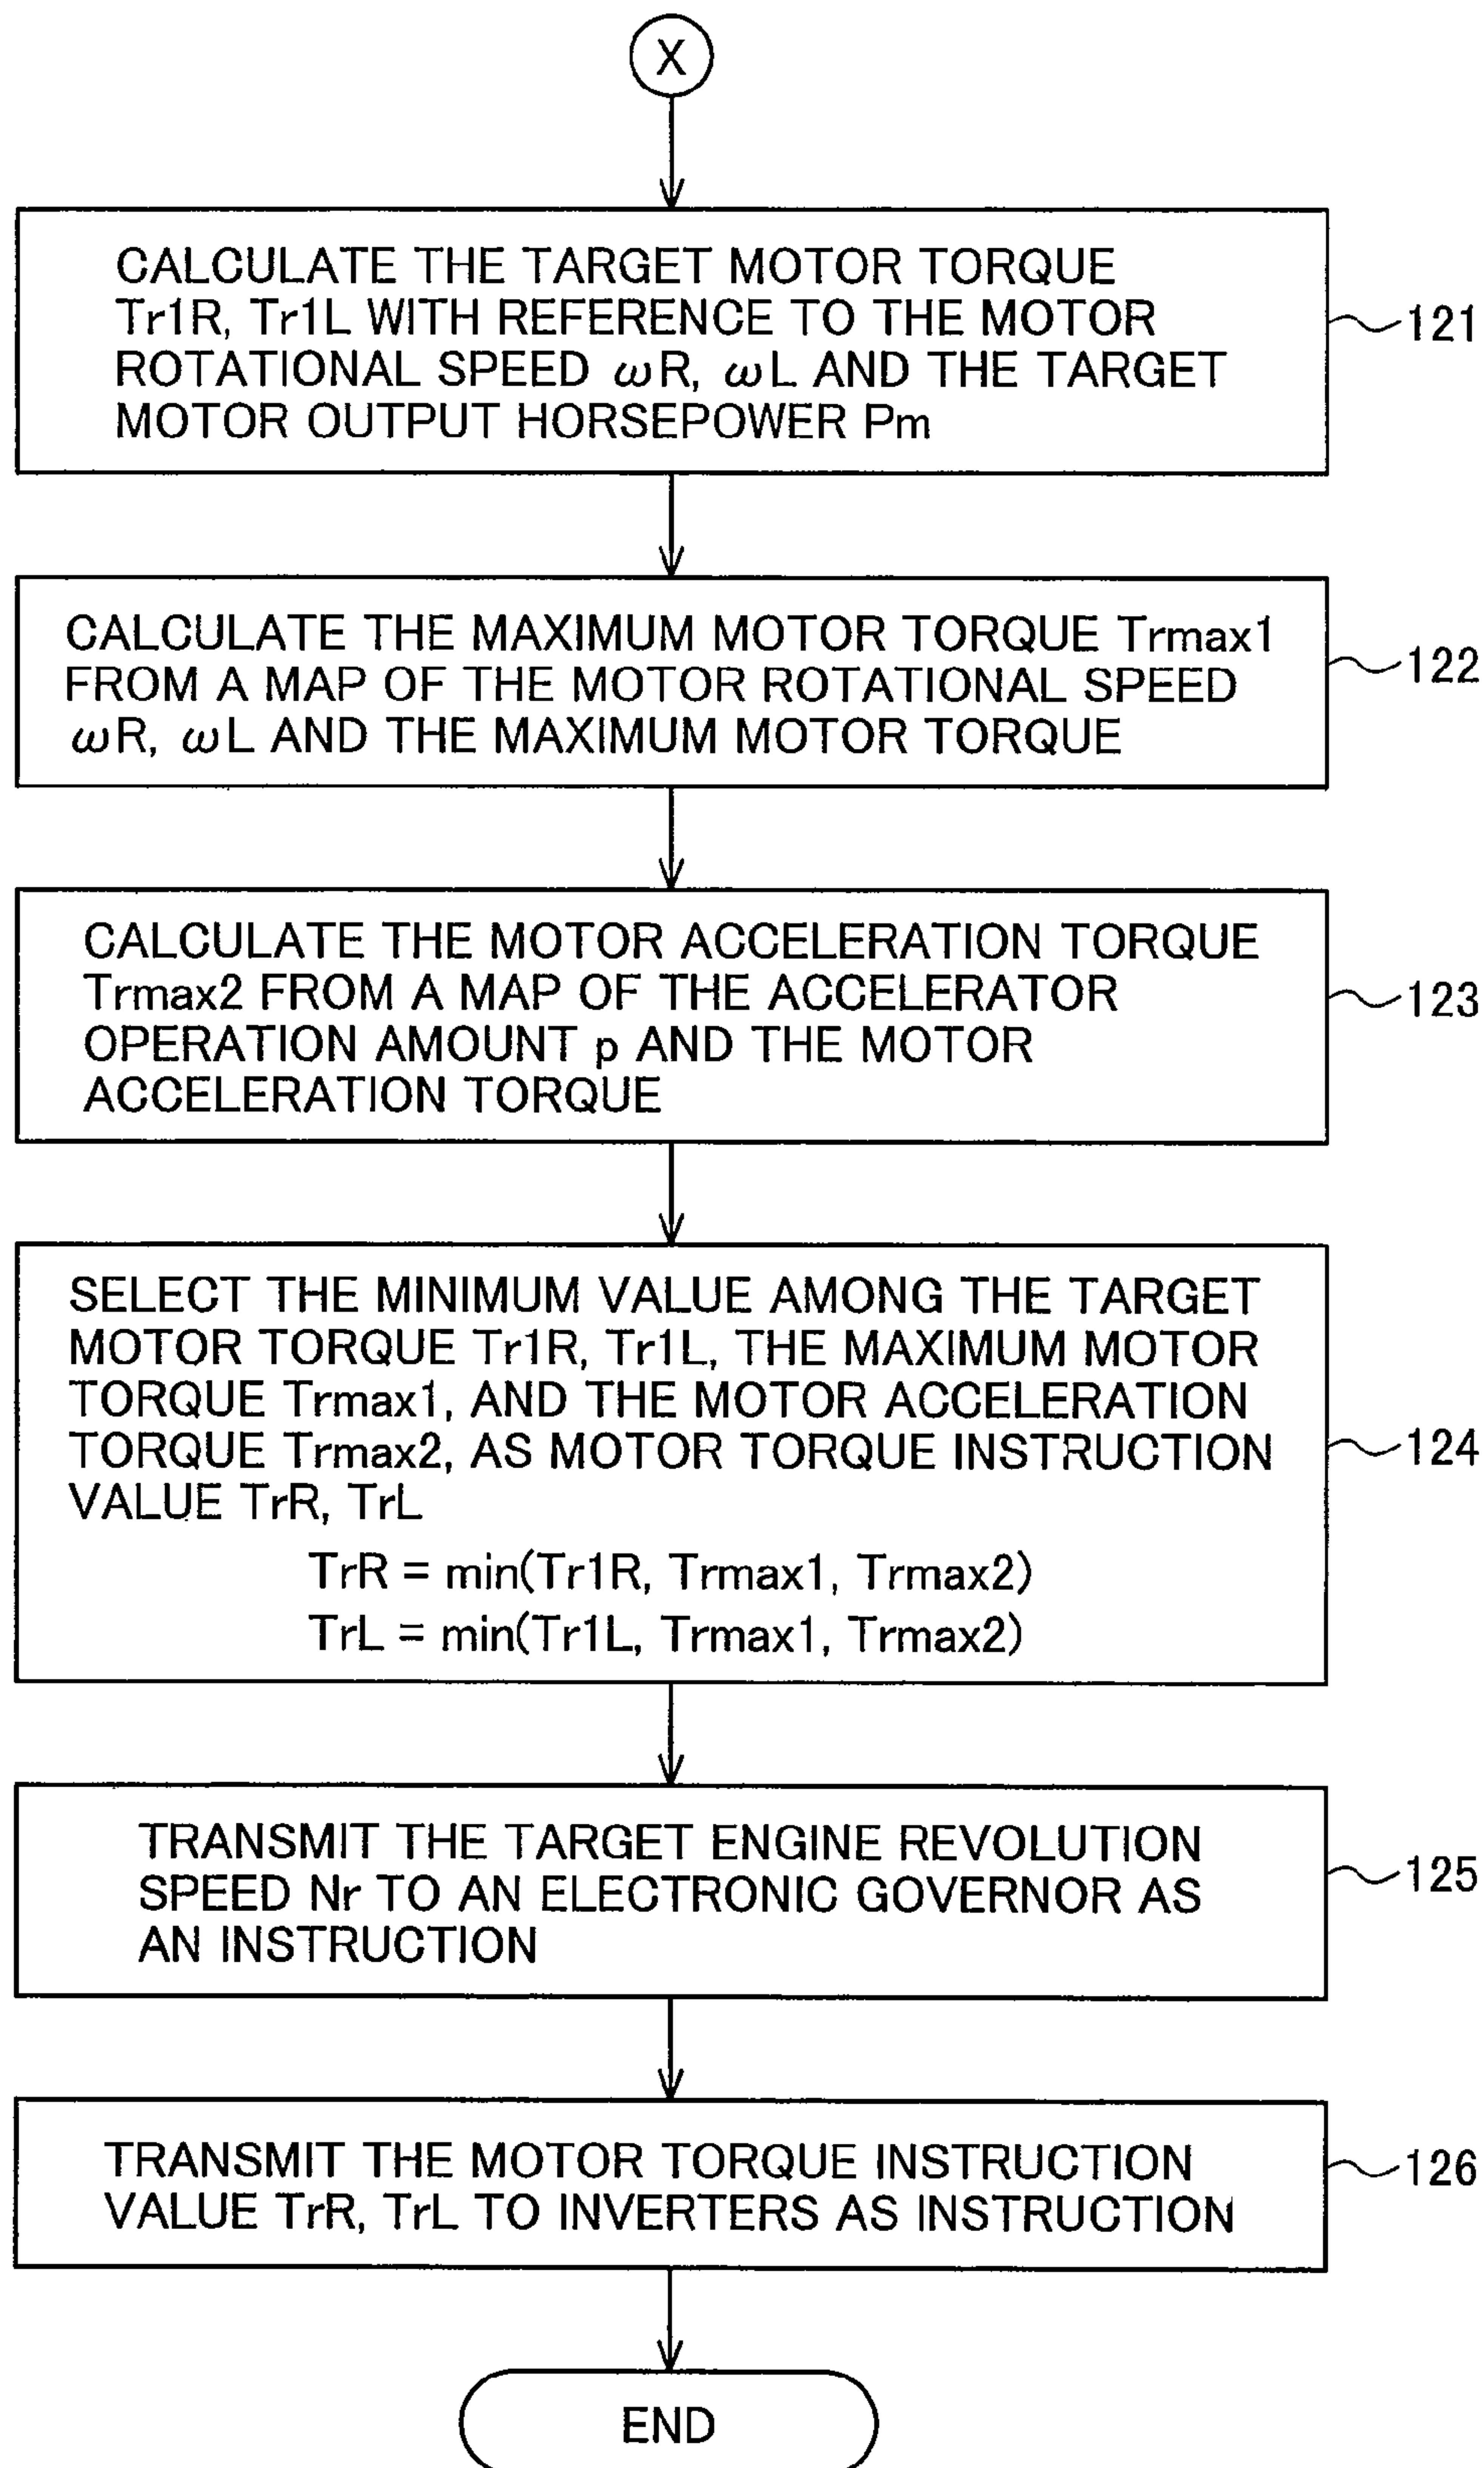 X
CALCULATE THE TARGET MOTOR TORQUE
Tr1R, Tr1L WITH REFERENCE TO THE MOTOR
ROTATIONAL SPEED ωR, ωL AND THE TARGET
MOTOR OUTPUT HORSEPOWER Pm
121
CALCULATE THE MAXIMUM MOTOR TORQUE Trmax1
FROM A MAP OF THE MOTOR ROTATIONAL SPEED
ωR, ωL AND THE MAXIMUM MOTOR TORQUE
122
CALCULATE THE MOTOR ACCELERATION TORQUE
Trmax2 FROM A MAP OF THE ACCELERATOR
OPERATION AMOUNT p AND THE MOTOR
ACCELERATION TORQUE
123
SELECT THE MINIMUM VALUE AMONG THE TARGET
MOTOR TORQUE Tr1R, Tr1L, THE MAXIMUM MOTOR
TORQUE Trmax1, AND THE MOTOR ACCELERATION
TORQUE Trmax2, AS MOTOR TORQUE INSTRUCTION
VALUE TrR, TrL
TrR = min(Tr1R, Trmax1, Trmax2)
TrL = min(Tr1L, Trmax1, Trmax2)
124
TRANSMIT THE TARGET ENGINE REVOLUTION
SPEED Nr TO AN ELECTRONIC GOVERNOR AS
AN INSTRUCTION
125
TRANSMIT THE MOTOR TORQUE INSTRUCTION
VALUE TrR, TrL TO INVERTERS AS INSTRUCTION
126
END